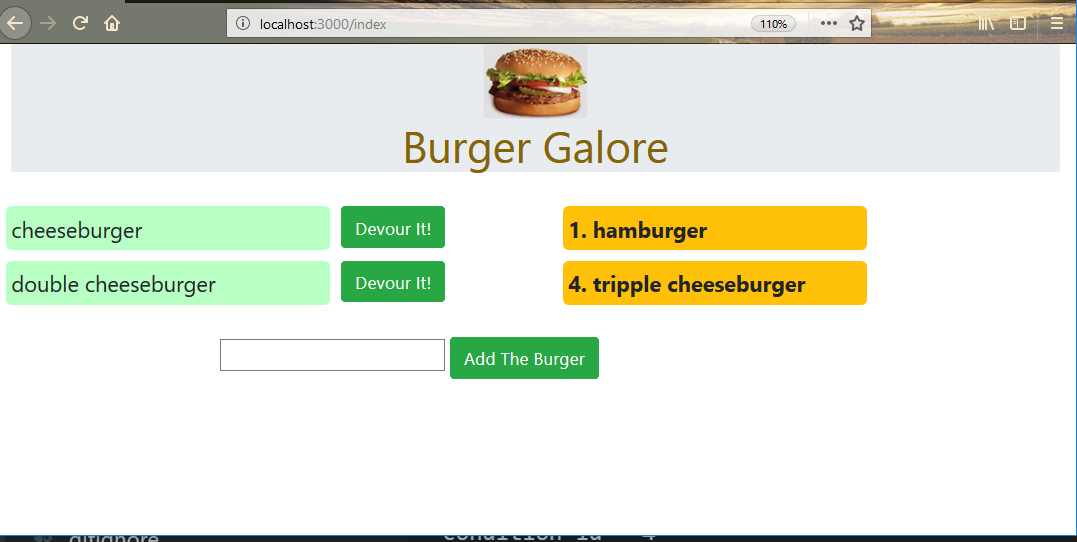 localhost:3000/index
110%
Burger Galore
cheeseburger
Devour It!
1. hamburger
double cheeseburger
Devour It!
4. tripple cheeseburger
Add The Burger